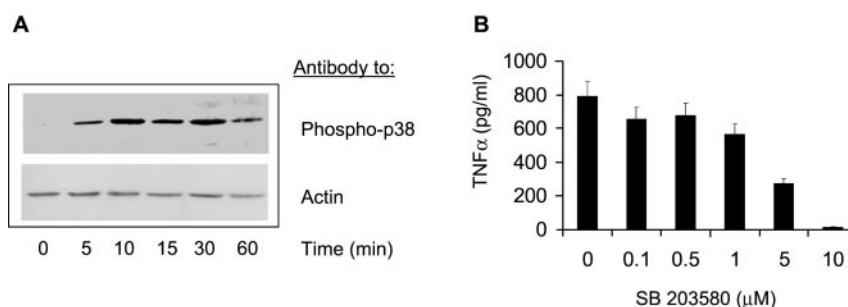 A
Antibody to:
Phospho-p38
Actin
0 5 10 15 30 60 Time (min)
B
TNFα (pg/ml)
1000
800
600
400
200
0
0 0.1 0.5 1 5 10
SB 203580 (μM)